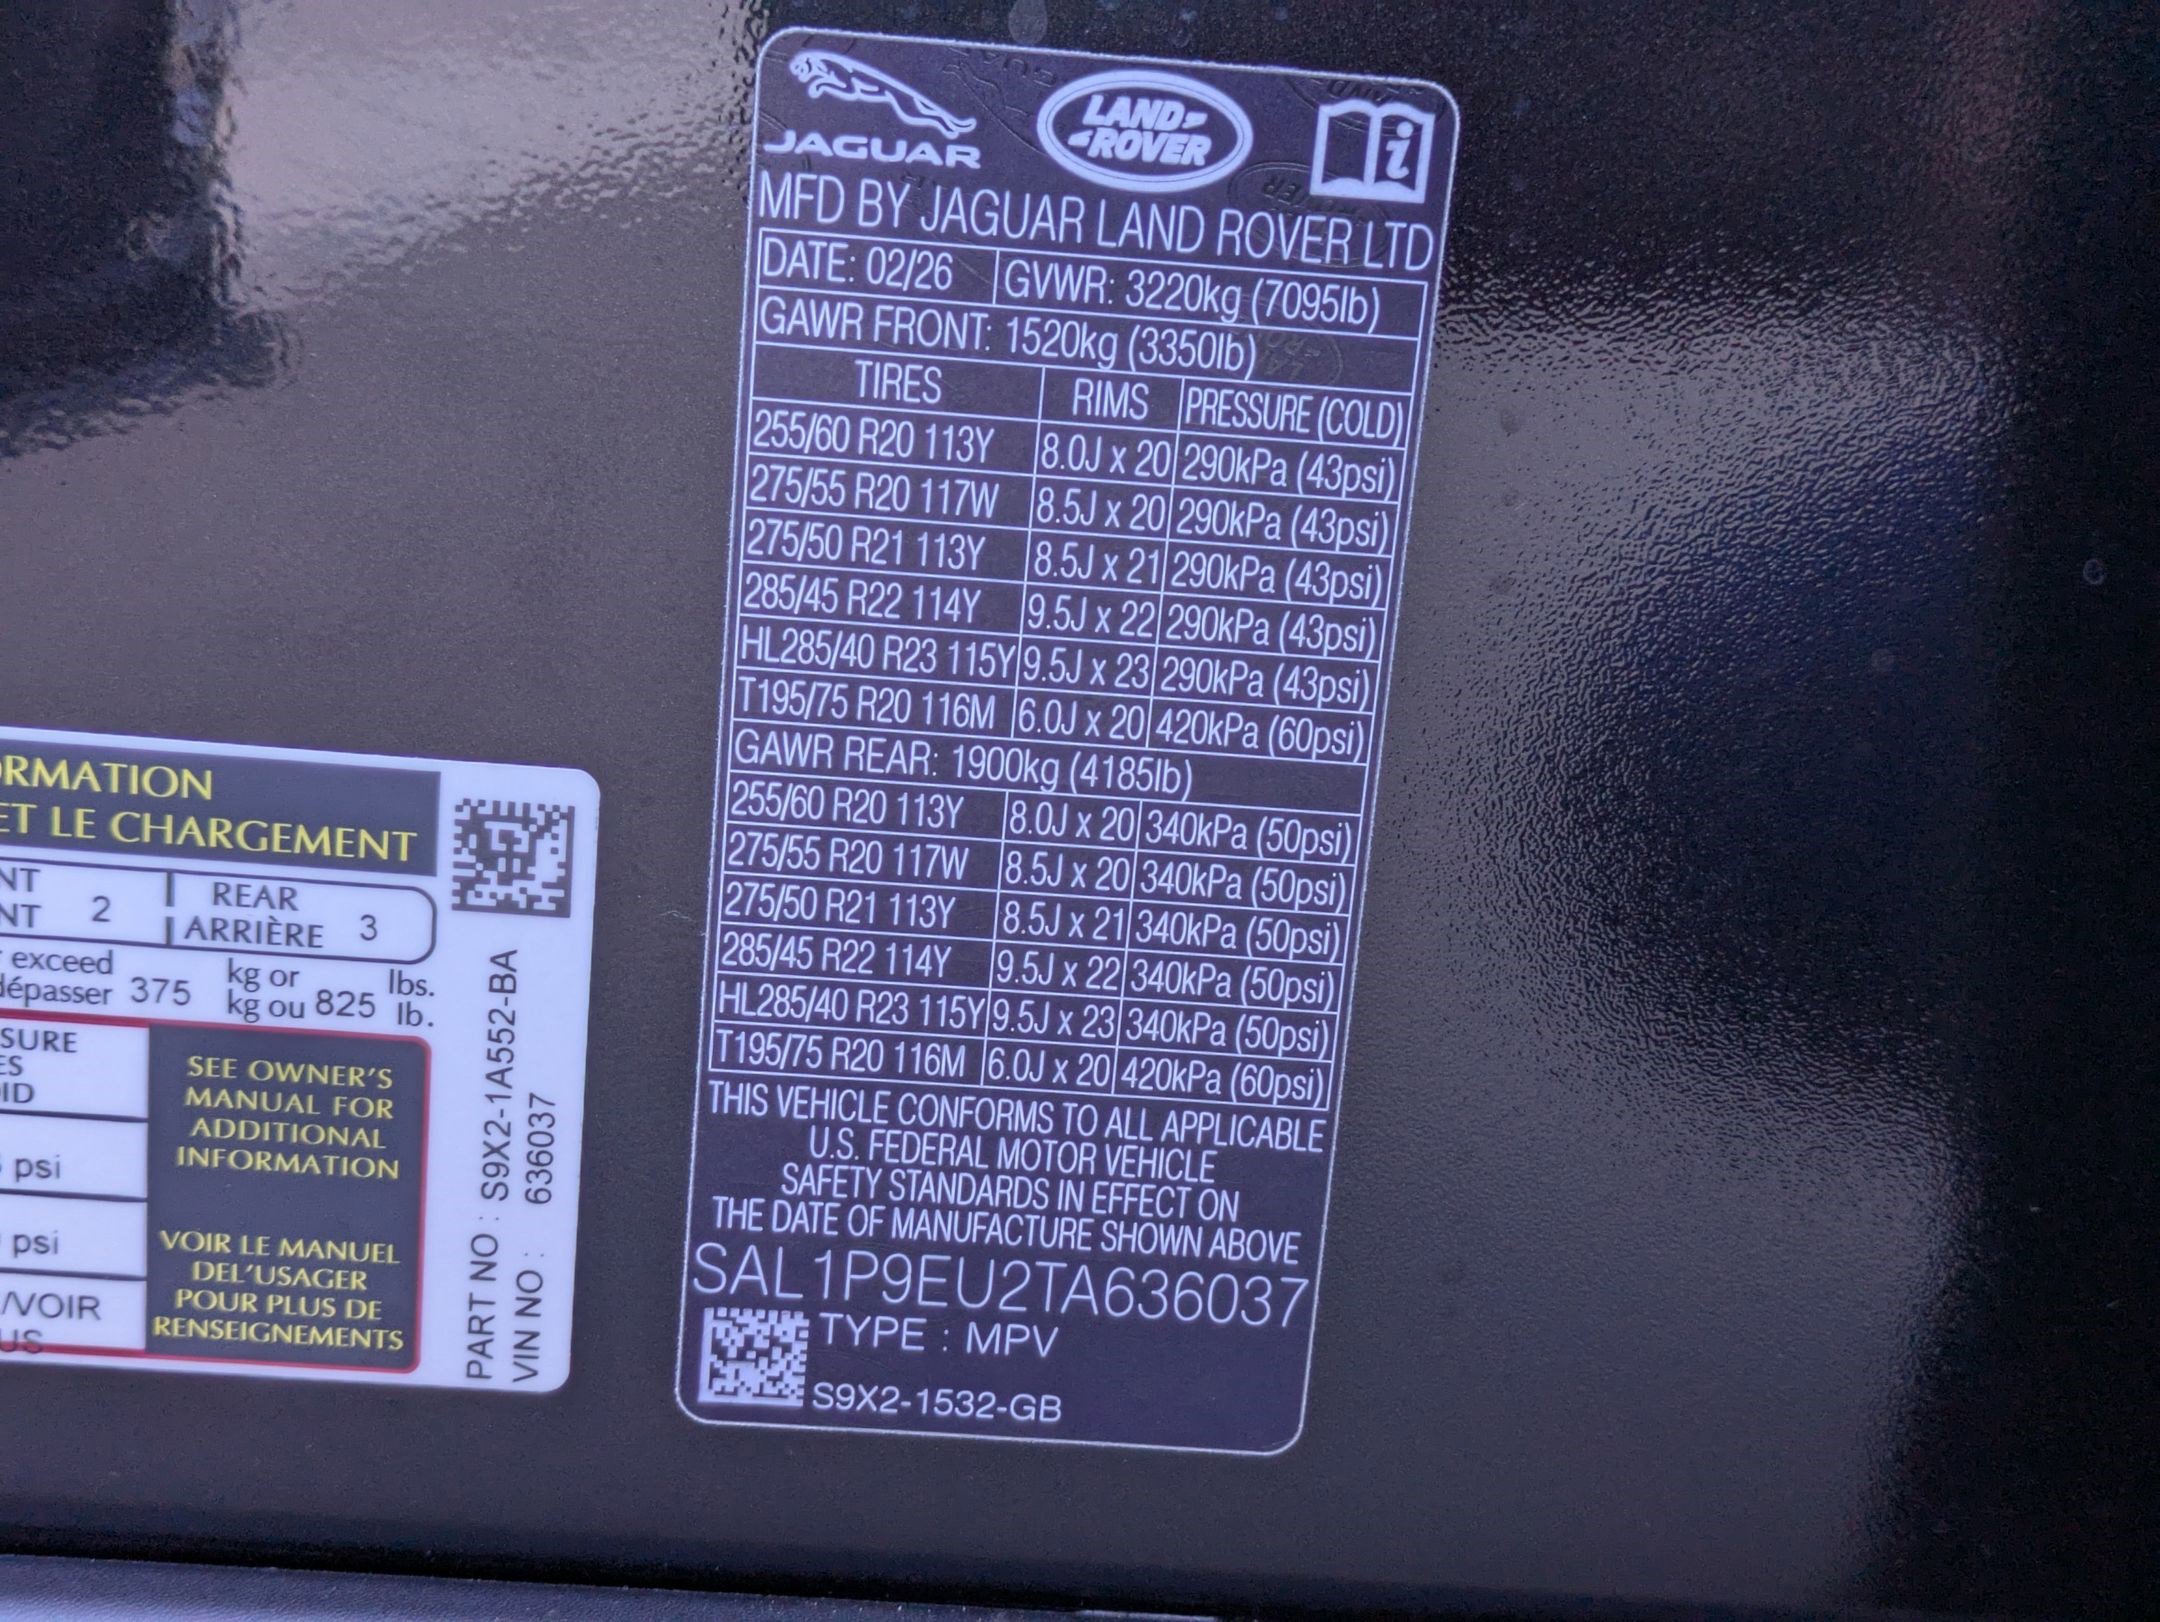 JAGUAR
LAND ROVER
MFD BY JAGUAR LAND ROVER LTD
DATE: 02/26 GVWR: 3220kg (7095lb)
GAWR FRONT: 1520kg (3350lb)
TIRES RIMS PRESSURE (COLD)
255/60 R20 113Y 8.0J x 20 290kPa (43psi)
275/55 R20 117W 8.5J x 20 290kPa (43psi)
275/50 R21 113Y 8.5J x 21 290kPa (43psi)
285/45 R22 114Y 9.5J x 22 290kPa (43psi)
HL285/40 R23 115Y 9.5J x 23 290kPa (43psi)
T195/75 R20 116M 6.0J x 20 420kPa (60psi)
GAWR REAR: 1900kg (4185lb)
255/60 R20 113Y 8.0J x 20 340kPa (50psi)
275/55 R20 117W 8.5J x 20 340kPa (50psi)
275/50 R21 113Y 8.5J x 21 340kPa (50psi)
285/45 R22 114Y 9.5J x 22 340kPa (50psi)
HL285/40 R23 115Y 9.5J x 23 340kPa (50psi)
T195/75 R20 116M 6.0J x 20 420kPa (60psi)
THIS VEHICLE CONFORMS TO ALL APPLICABLE
U.S. FEDERAL MOTOR VEHICLE
SAFETY STANDARDS IN EFFECT ON
THE DATE OF MANUFACTURE SHOWN ABOVE
SAL1P9EU2TA636037
TYPE : MPV
S9X2-1532-GB
RMATION
ET LE CHARGEMENT
NT 2 REAR 3
NT ARRIÈRE
exceed kg or lbs.
dépasser 375 kg ou 825 lb.
SURE
ES
ID
psi
psi
/VOIR
US
SEE OWNER'S
MANUAL FOR
ADDITIONAL
INFORMATION
VOIR LE MANUEL
DEL'USAGER
POUR PLUS DE
RENSEIGNEMENTS
PART NO : S9X2-1A552-BA
VIN NO : 636037